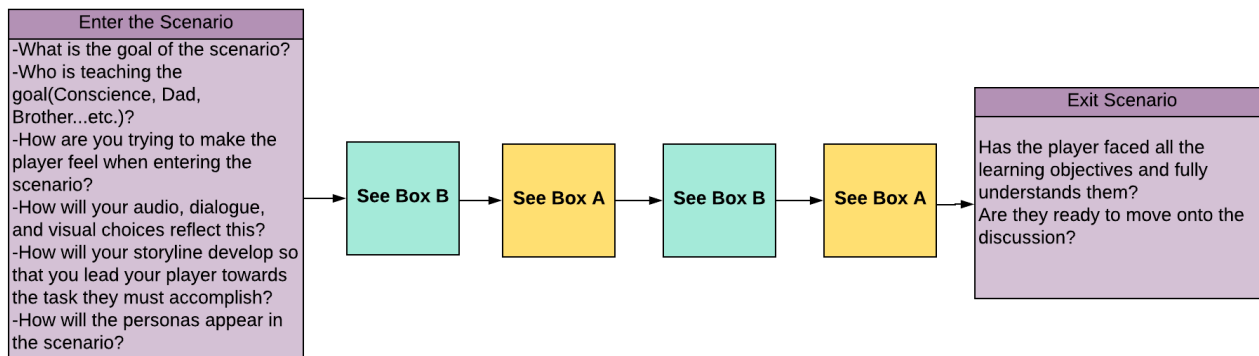 Enter the Scenario
-What is the goal of the scenario?
-Who is teaching the
goal(Conscience, Dad,
Brother...etc.)?
-How are you trying to make the
player feel when entering the
scenario?
-How will your audio, dialogue,
and visual choices reflect this?
-How will your storyline develop so
that you lead your player towards
the task they must accomplish?
-How will the personas appear in
the scenario?
See Box B
See Box A
See Box B
See Box A
Exit Scenario
Has the player faced all the
learning objectives and fully
understands them?
Are they ready to move onto the
discussion?